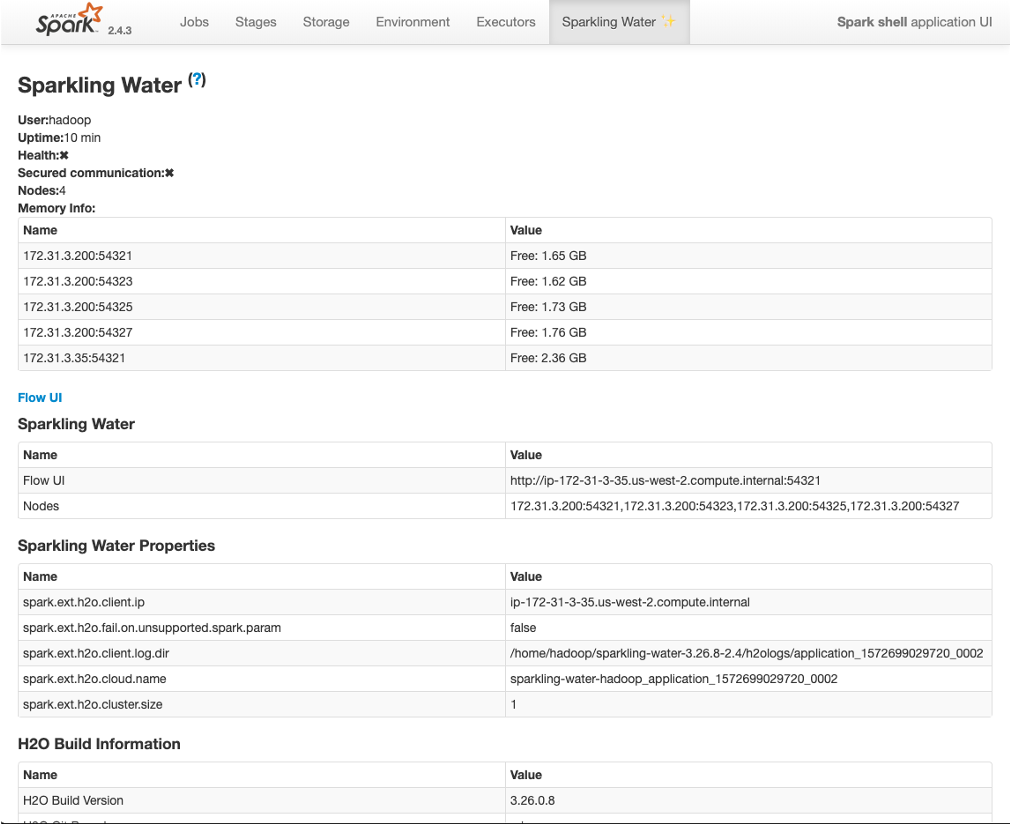 APACHE
Spark 2.4.3 Jobs Stages Storage Environment Executors Sparkling Water ✨ Spark shell application UI
Sparkling Water (?)
User:hadoop
Uptime:10 min
Health:✖
Secured communication:✖
Nodes:4
Memory Info:
Name Value
172.31.3.200:54321 Free: 1.65 GB
172.31.3.200:54323 Free: 1.62 GB
172.31.3.200:54325 Free: 1.73 GB
172.31.3.200:54327 Free: 1.76 GB
172.31.3.35:54321 Free: 2.36 GB
Flow UI
Sparkling Water
Name Value
Flow UI http://ip-172-31-3-35.us-west-2.compute.internal:54321
Nodes 172.31.3.200:54321,172.31.3.200:54323,172.31.3.200:54325,172.31.3.200:54327
Sparkling Water Properties
Name Value
spark.ext.h2o.client.ip ip-172-31-3-35.us-west-2.compute.internal
spark.ext.h2o.fail.on.unsupported.spark.param false
spark.ext.h2o.client.log.dir /home/hadoop/sparkling-water-3.26.8-2.4/h2ologs/application_1572699029720_0002
spark.ext.h2o.cloud.name sparkling-water-hadoop_application_1572699029720_0002
spark.ext.h2o.cluster.size 1
H2O Build Information
Name Value
H2O Build Version 3.26.0.8